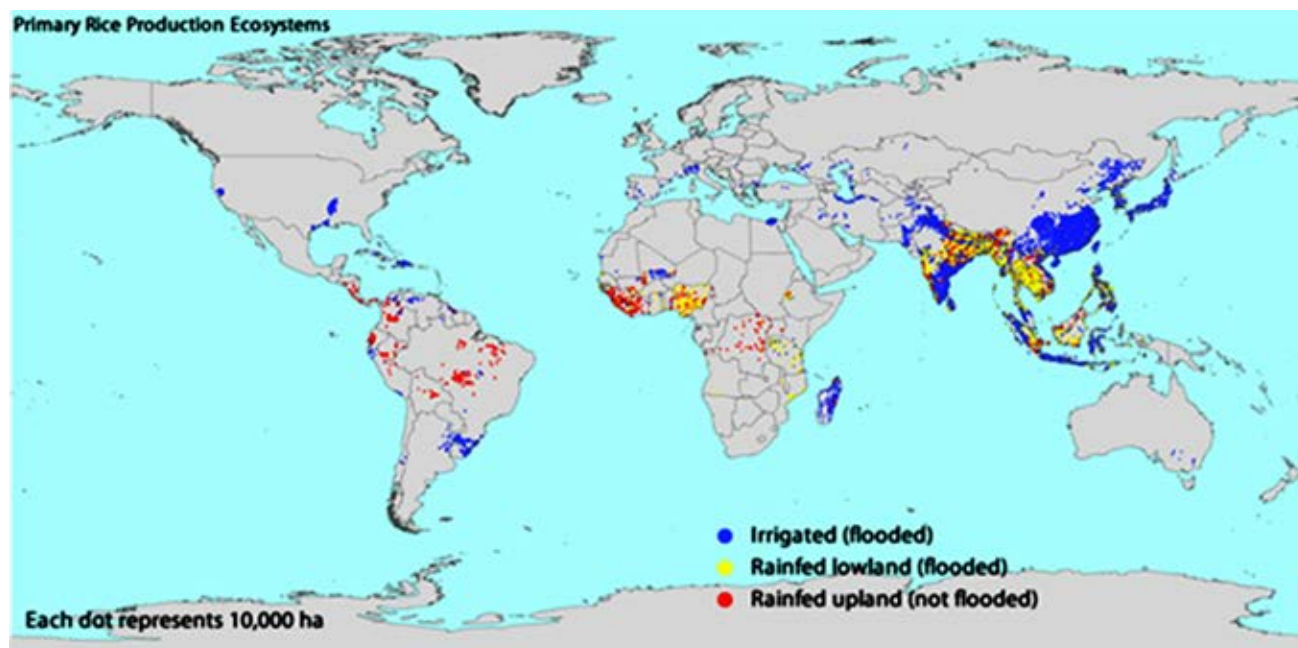 Primary Rice Production Ecosystems
Irrigated (flooded)
Rainfed lowland (flooded)
Rainfed upland (not flooded)
Each dot represents 10,000 ha